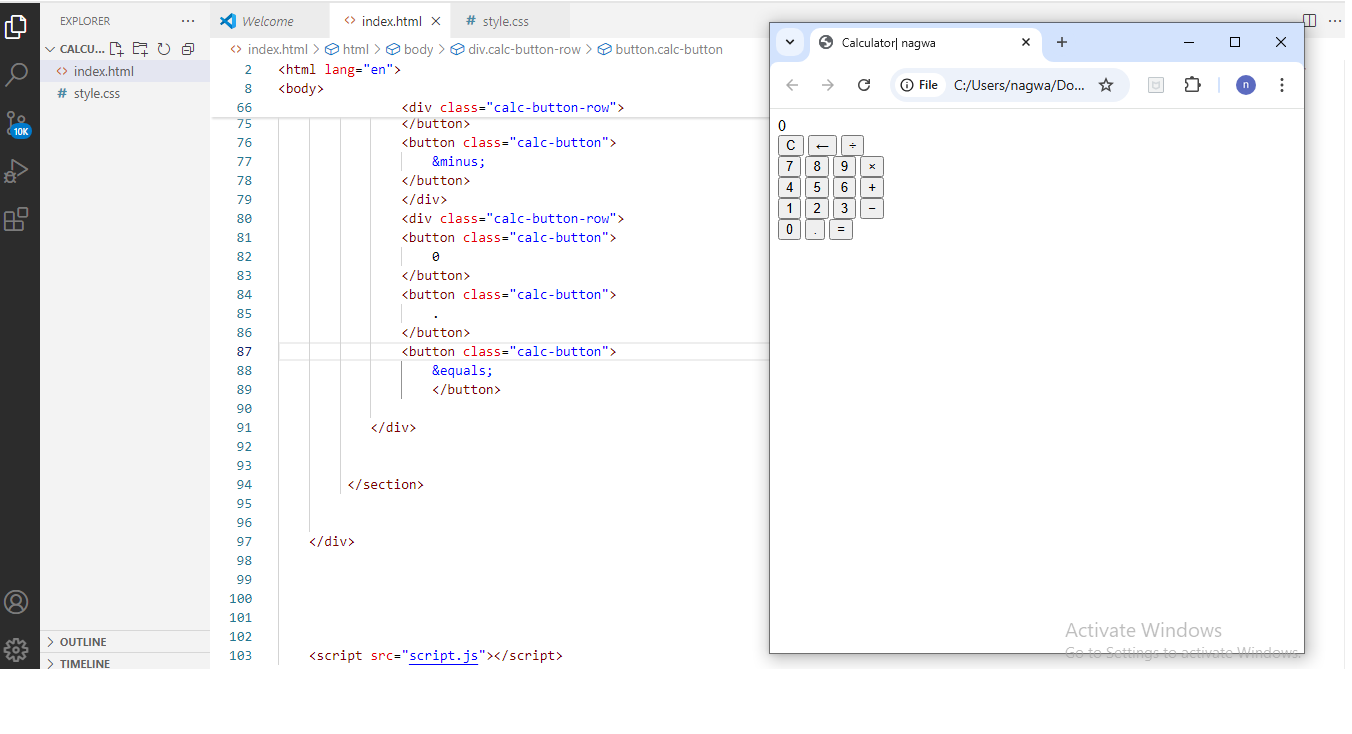 EXPLORER ···
CALCU...
index.html
style.css
10K
OUTLINE
TIMELINE
Welcome
<> index.html ×
# style.css
<> index.html > html > body > div.calc-button-row > button.calc-button
2 <html lang="en">
8 <body>
66 <div class="calc-button-row">
75 </button>
76 <button class="calc-button">
77 &minus;
78 </button>
79 </div>
80 <div class="calc-button-row">
81 <button class="calc-button">
82 0
83 </button>
84 <button class="calc-button">
85 .
86 </button>
87 <button class="calc-button">
88 &equals;
89 </button>
90
91 </div>
92
93
94 </section>
95
96
97 </div>
98
99
100
101
102
103 <script src="script.js"></script>
Calculator| nagwa
File C:/Users/nagwa/Do...
n
0
C ← ÷
7 8 9 ×
4 5 6 +
1 2 3 −
0 . =
Activate Windows
Go to Settings to activate Windows.